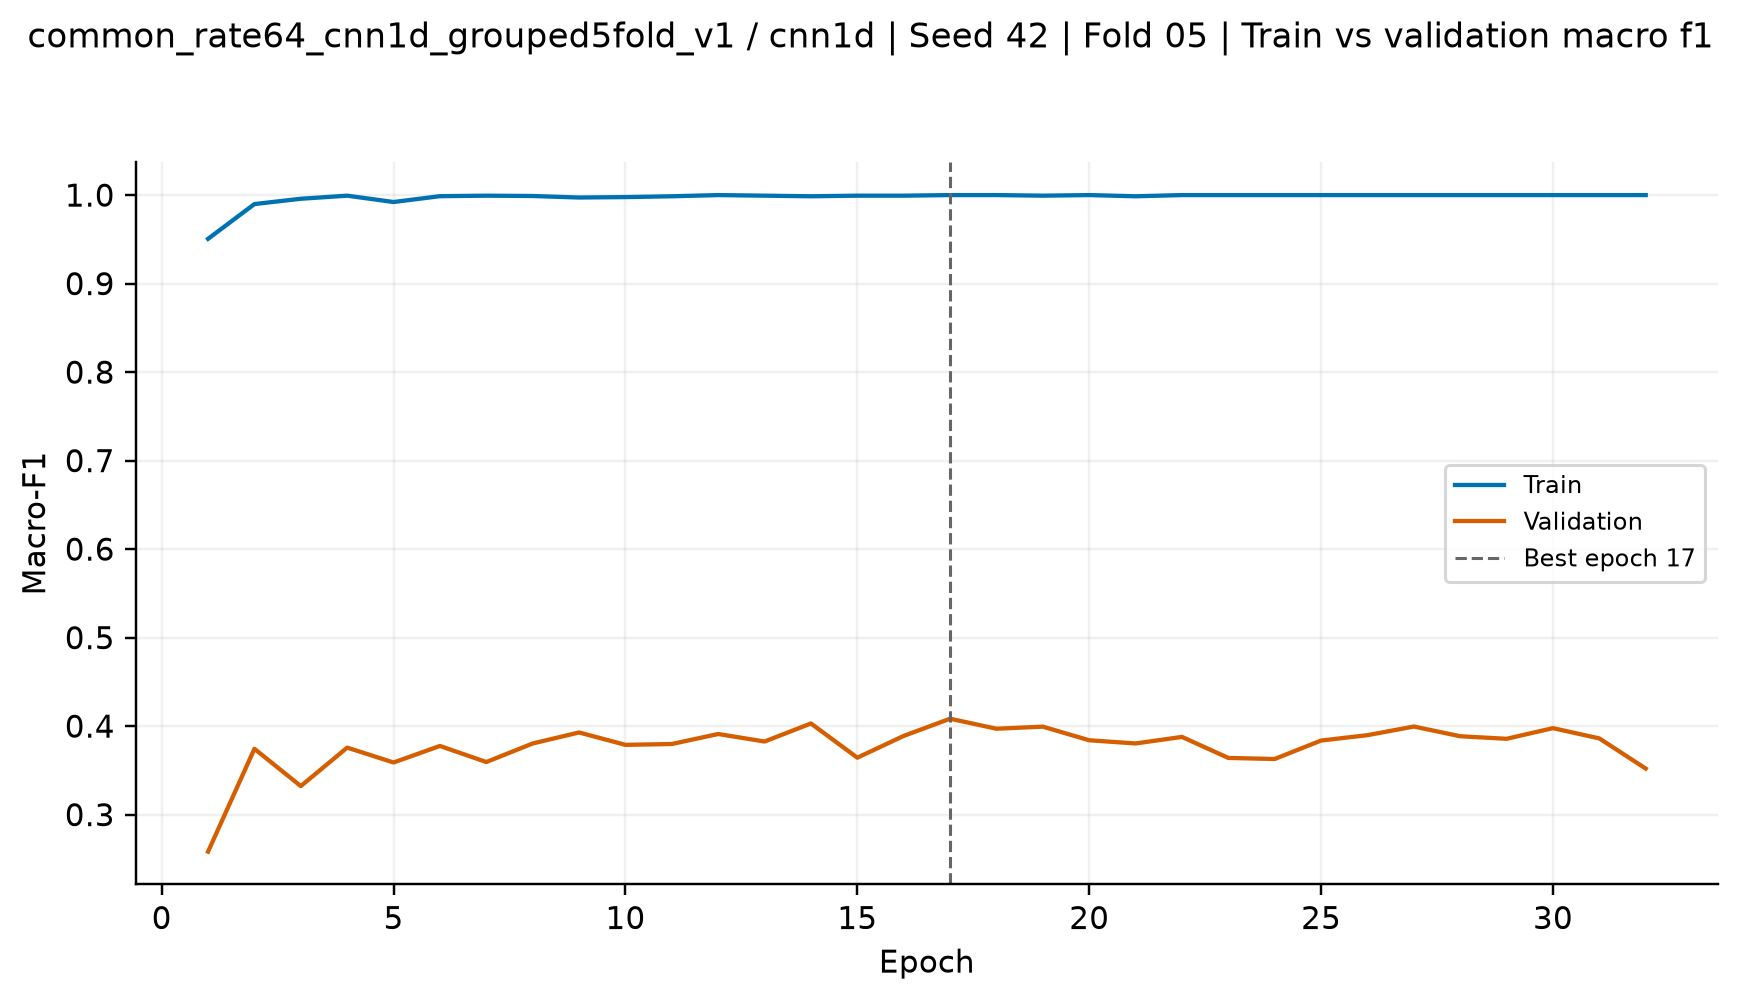 common_rate64_cnn1d_grouped5fold_v1 / cnn1d | Seed 42 | Fold 05 | Train vs validation macro f1
Macro-F1
1.0
0.9
0.8
0.7
0.6
0.5
0.4
0.3
Train
Validation
Best epoch 17
0 5 10 15 20 25 30
Epoch